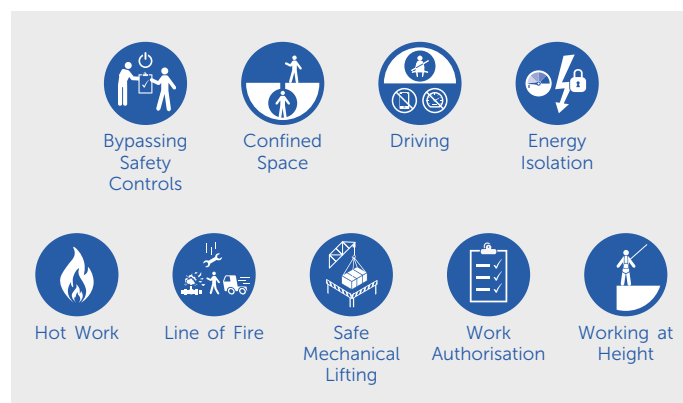 Bypassing
Safety
Controls
Confined
Space
Driving
Energy
Isolation
Hot Work
Line of Fire
Safe
Mechanical
Lifting
Work
Authorisation
Working at
Height